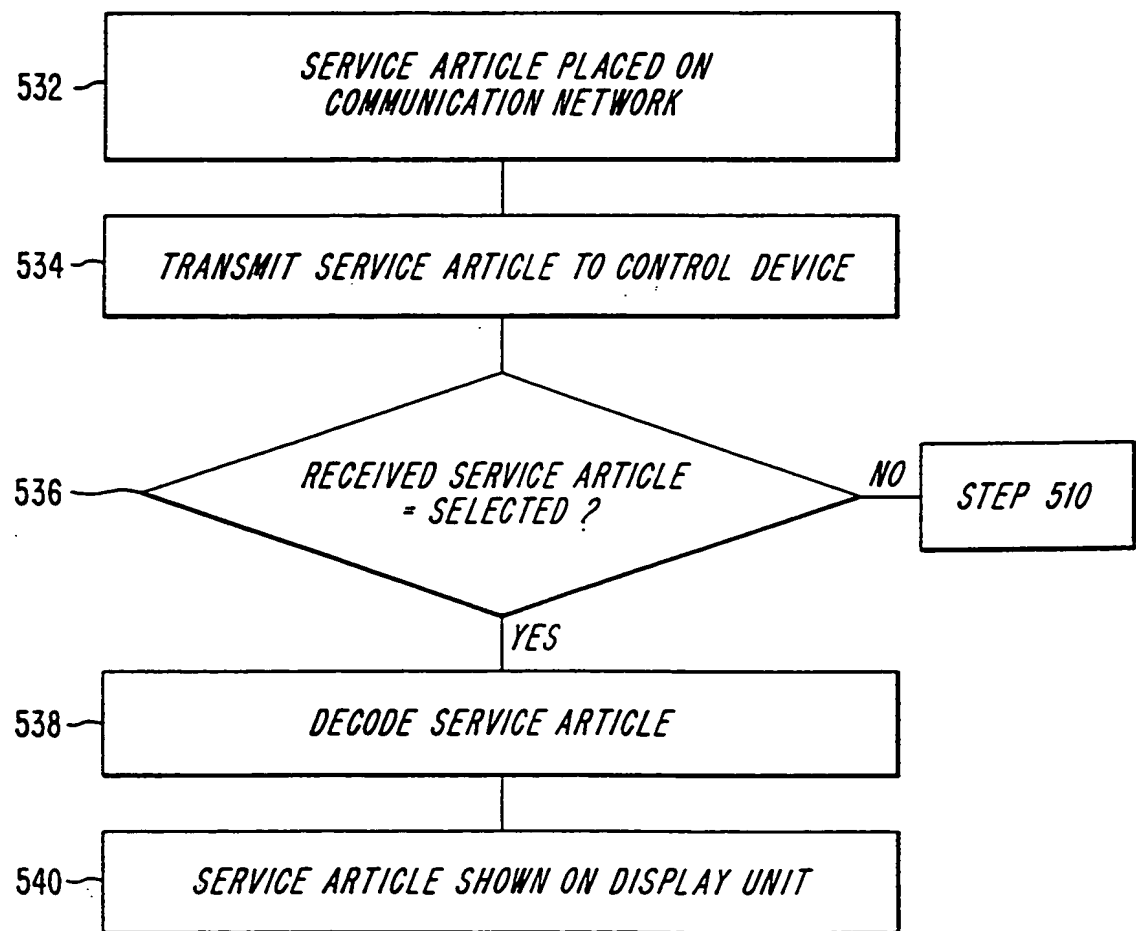 532
SERVICE ARTICLE PLACED ON
COMMUNICATION NETWORK
534
TRANSMIT SERVICE ARTICLE TO CONTROL DEVICE
536
RECEIVED SERVICE ARTICLE
= SELECTED ?
NO
STEP 510
YES
538
DECODE SERVICE ARTICLE
540
SERVICE ARTICLE SHOWN ON DISPLAY UNIT